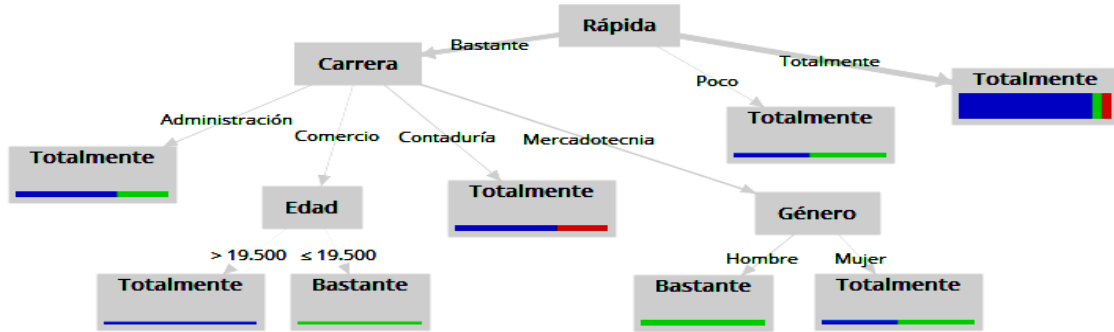 Rápida
Bastante
Totalmente
Carrera
Poco
Totalmente
Administración
Comercio
Contaduría
Mercadotecnia
Totalmente
Totalmente
Totalmente
Edad
Género
> 19.500
≤ 19.500
Hombre
Mujer
Totalmente
Bastante
Bastante
Totalmente